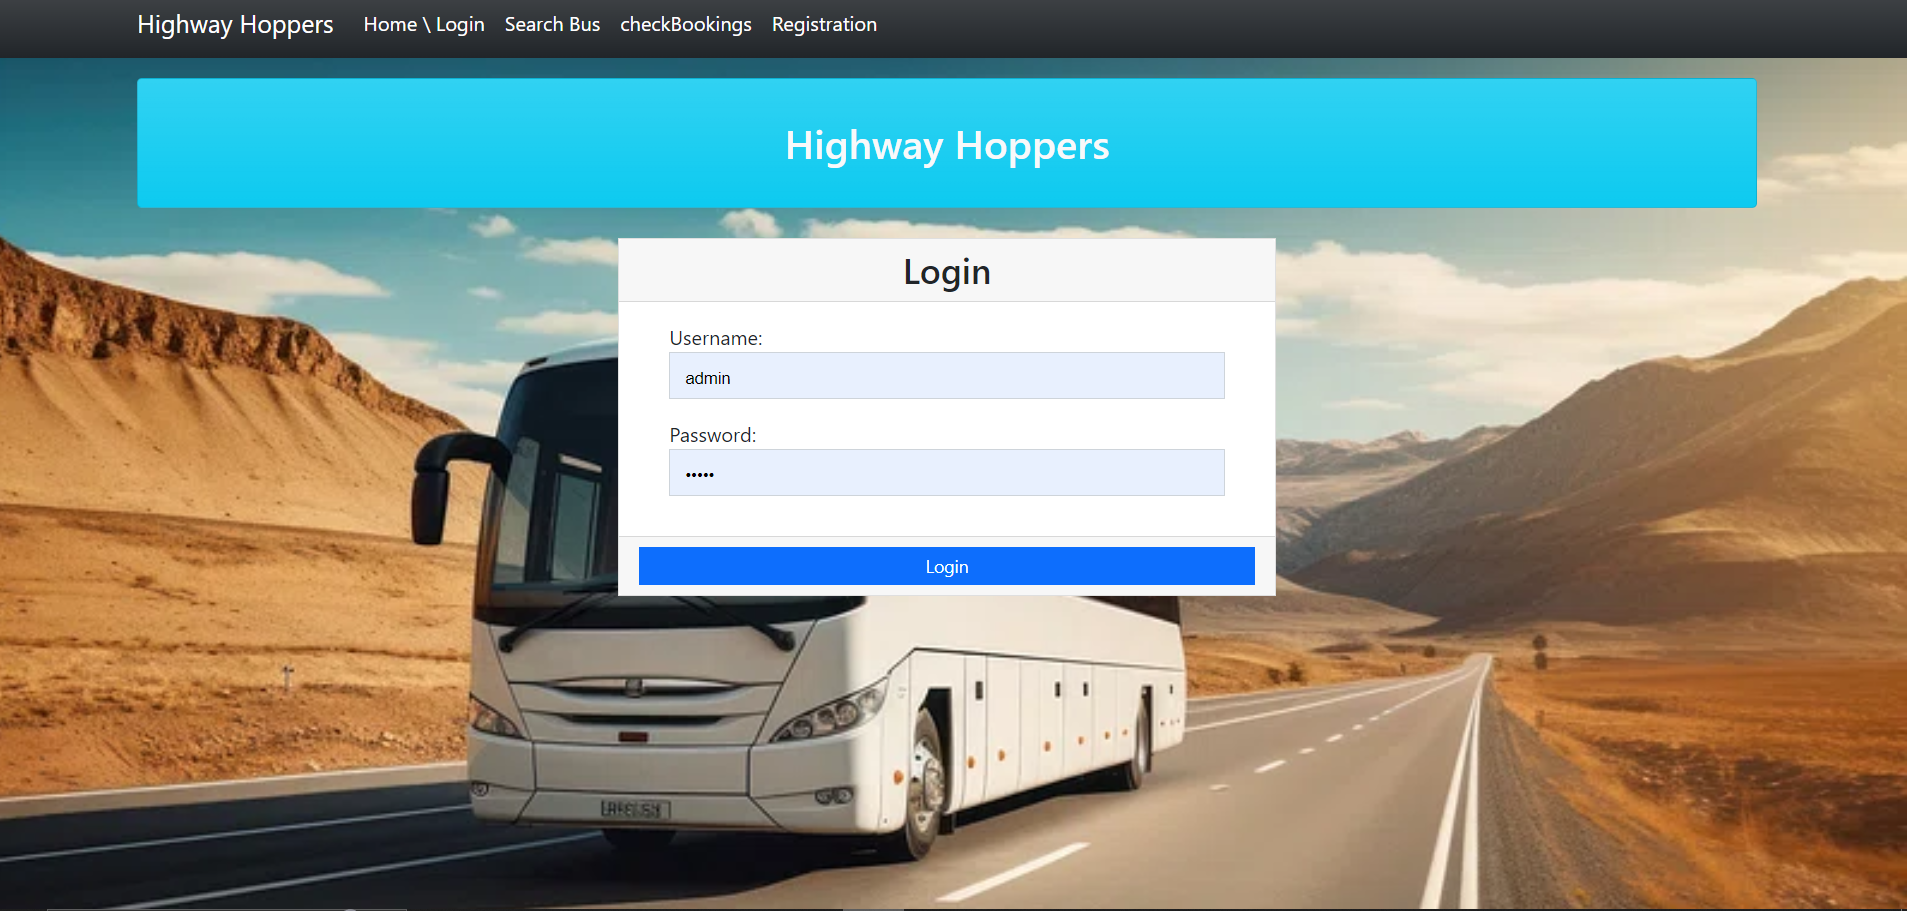 Highway Hoppers Home \ Login Search Bus checkBookings Registration
Highway Hoppers
Login
Username:
admin
Password:
•••••
Login